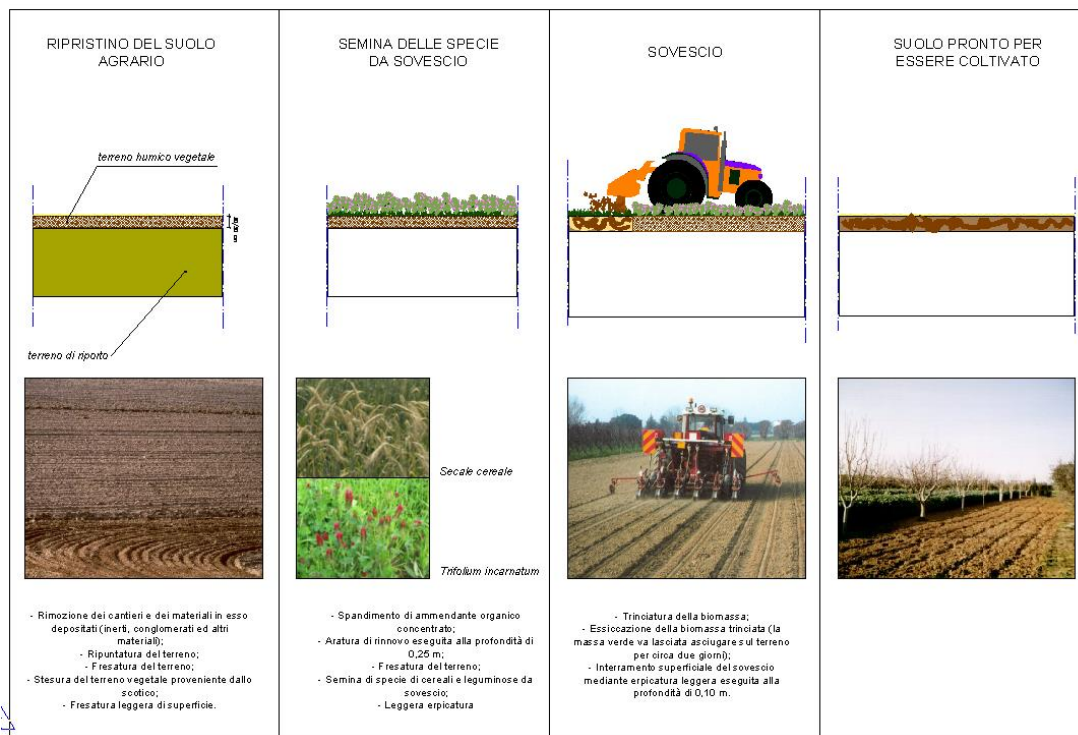 RIPRISTINO DEL SUOLO
AGRARIO
terreno humico vegetale
terreno di riporto
- Rimozione dei cantieri e dei materiali in esso
depositati (inerti, conglomerati ed altri
materiali);
- Ripuntatura del terreno;
- Fresatura del terreno;
- Stesura del terreno vegetale proveniente dallo
scotico;
- Fresatura leggera di superficie.
SEMINA DELLE SPECIE
DA SOVESCIO
Secale cereale
Trifolium incarnatum
- Spandimento di ammendante organico
concentrato;
- Aratura di rinnovo eseguita alla profondità di
0,25 m;
- Fresatura del terreno;
- Semina di specie di cereali e leguminose da
sovescio;
- Leggera erpicatura
SOVESCIO
- Trinciatura della biomassa;
- Essiccazione della biomassa trinciata (la
massa verde va lasciata asciugare sul terreno
per circa due giorni);
- Interramento superficiale del sovescio
mediante erpicatura leggera eseguita alla
profondità di 0,10 m.
SUOLO PRONTO PER
ESSERE COLTIVATO